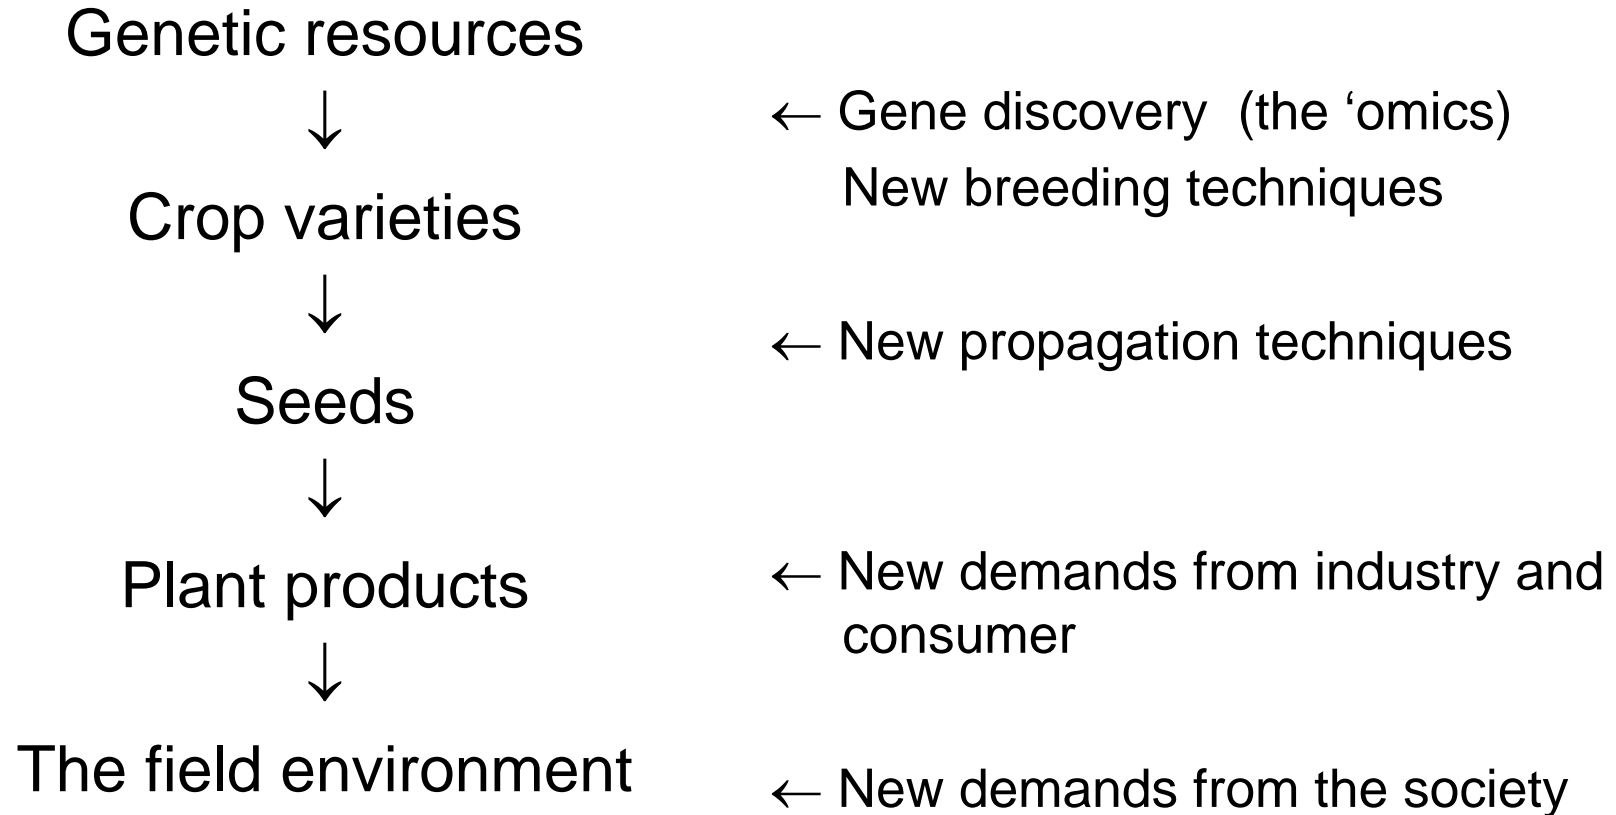 Genetic resources
↓
← Gene discovery (the ‘omics)
New breeding techniques
Crop varieties
↓
← New propagation techniques
Seeds
↓
Plant products
← New demands from industry and
consumer
↓
The field environment
← New demands from the society